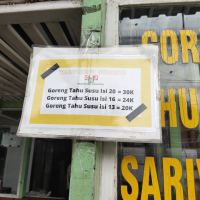 Goreng Tahu Susu isi 20 = 30K
Goreng Tahu Susu isi 16 = 24K
Goreng Tahu Susu isi 13 = 20K
GOR
HU
SARI